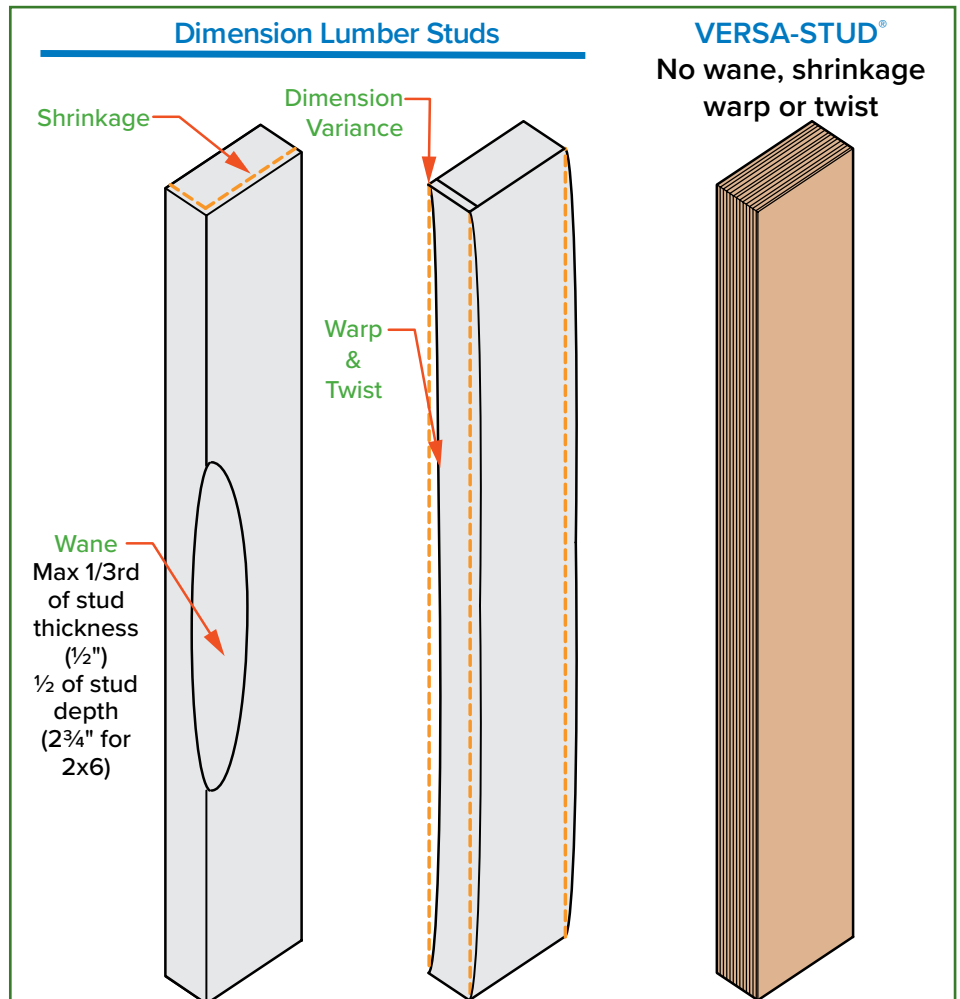 Dimension Lumber Studs
VERSA-STUD®
No wane, shrinkage
warp or twist
Shrinkage
Dimension
Variance
Warp
&
Twist
Wane
Max 1/3rd
of stud
thickness
(½")
½ of stud
depth
(2¾" for
2x6)